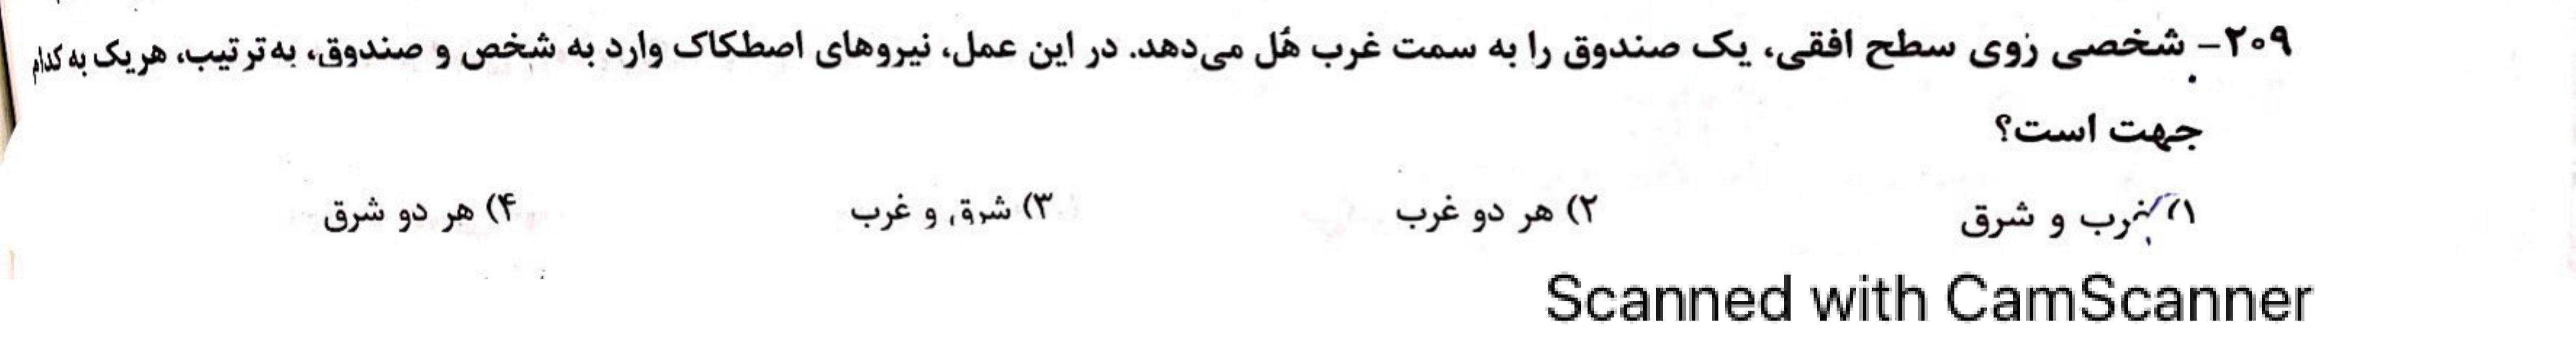 ۲۰۹- شخصی روی سطح افقی، یک صندوق را به سمت غرب هُل می‌دهد. در این عمل، نیروهای اصطکاک وارد به شخص و صندوق، به‌ترتیب، هریک به کدام
جهت است؟
۱) غرب و شرق ۲) هر دو غرب ۳) شرق و غرب ۴) هر دو شرق
Scanned with CamScanner